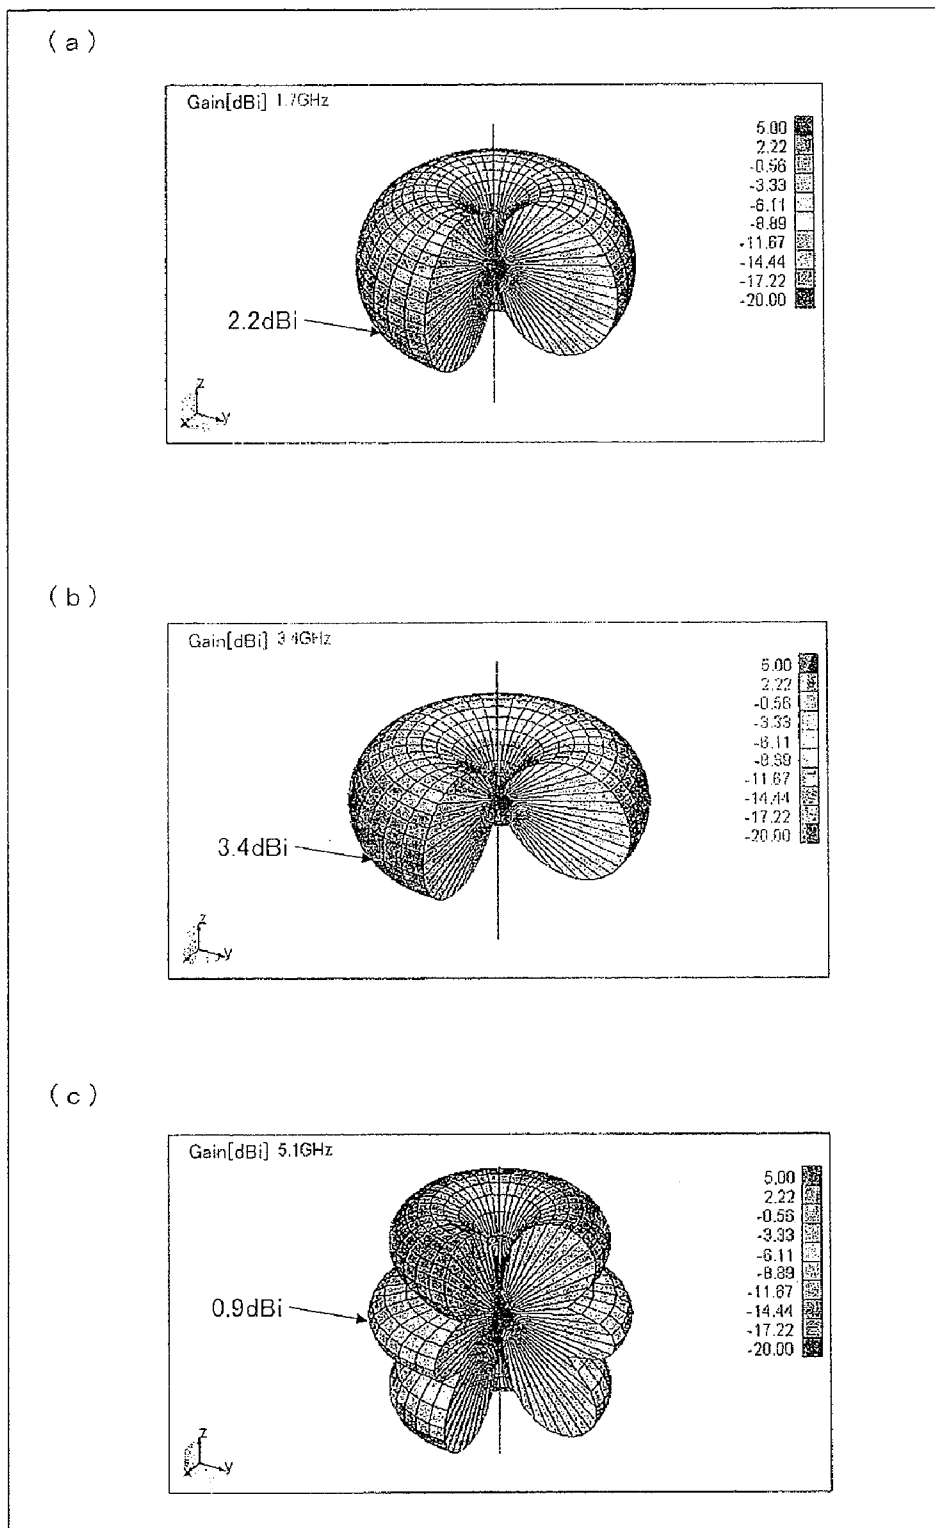 (a)
Gain[dBi] 1.7GHz
5.00
2.22
-0.56
-3.33
-6.11
-8.89
-11.67
-14.44
-17.22
-20.00
2.2dBi
z
x
y
(b)
Gain[dBi] 3.4GHz
5.00
2.22
-0.56
-3.33
-6.11
-8.89
-11.67
-14.44
-17.22
-20.00
3.4dBi
z
x
y
(c)
Gain[dBi] 5.1GHz
5.00
2.22
-0.56
-3.33
-6.11
-8.89
-11.67
-14.44
-17.22
-20.00
0.9dBi
z
x
y